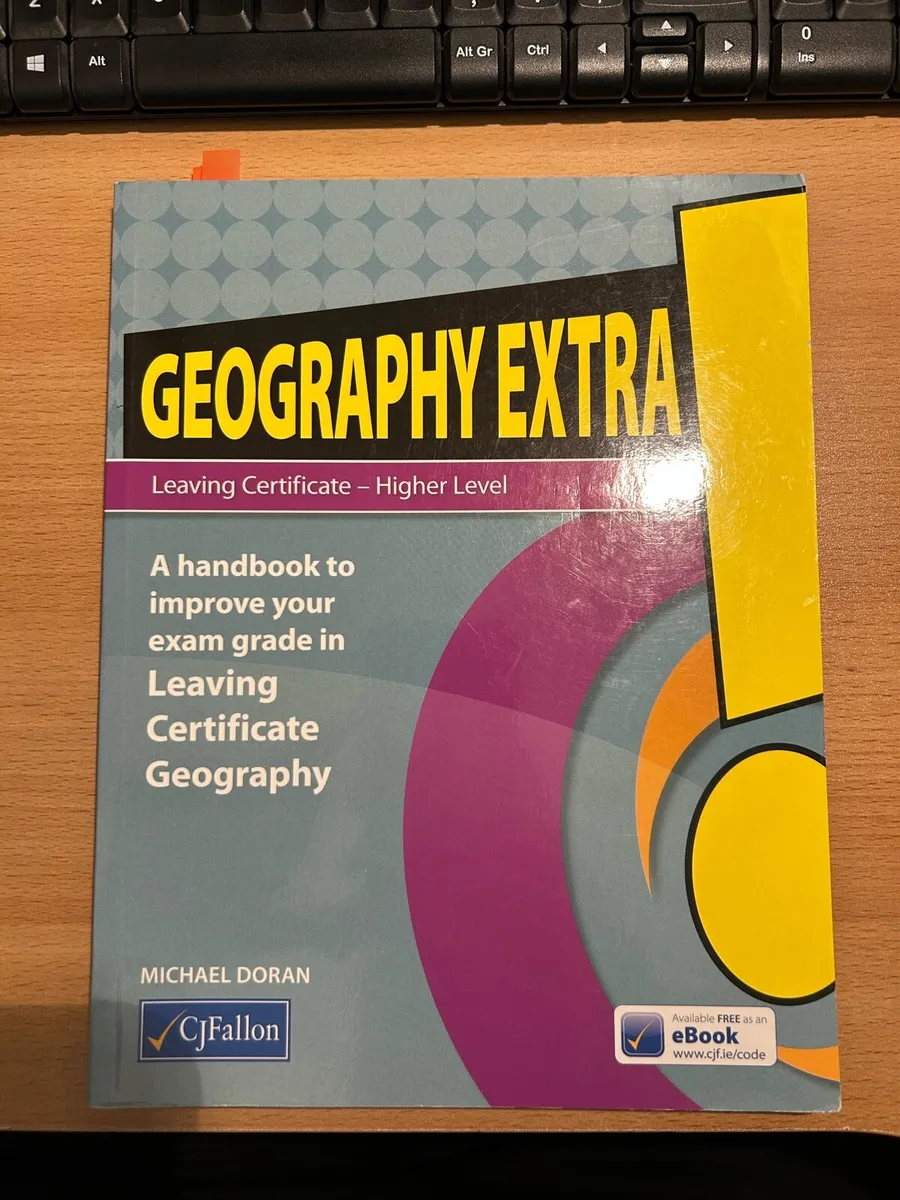 Z X
Alt Alt Gr Ctrl 0
Ins
GEOGRAPHY EXTRA!
Leaving Certificate – Higher Level
A handbook to
improve your
exam grade in
Leaving
Certificate
Geography
MICHAEL DORAN
CJFallon
Available FREE as an
eBook
www.cjf.ie/code